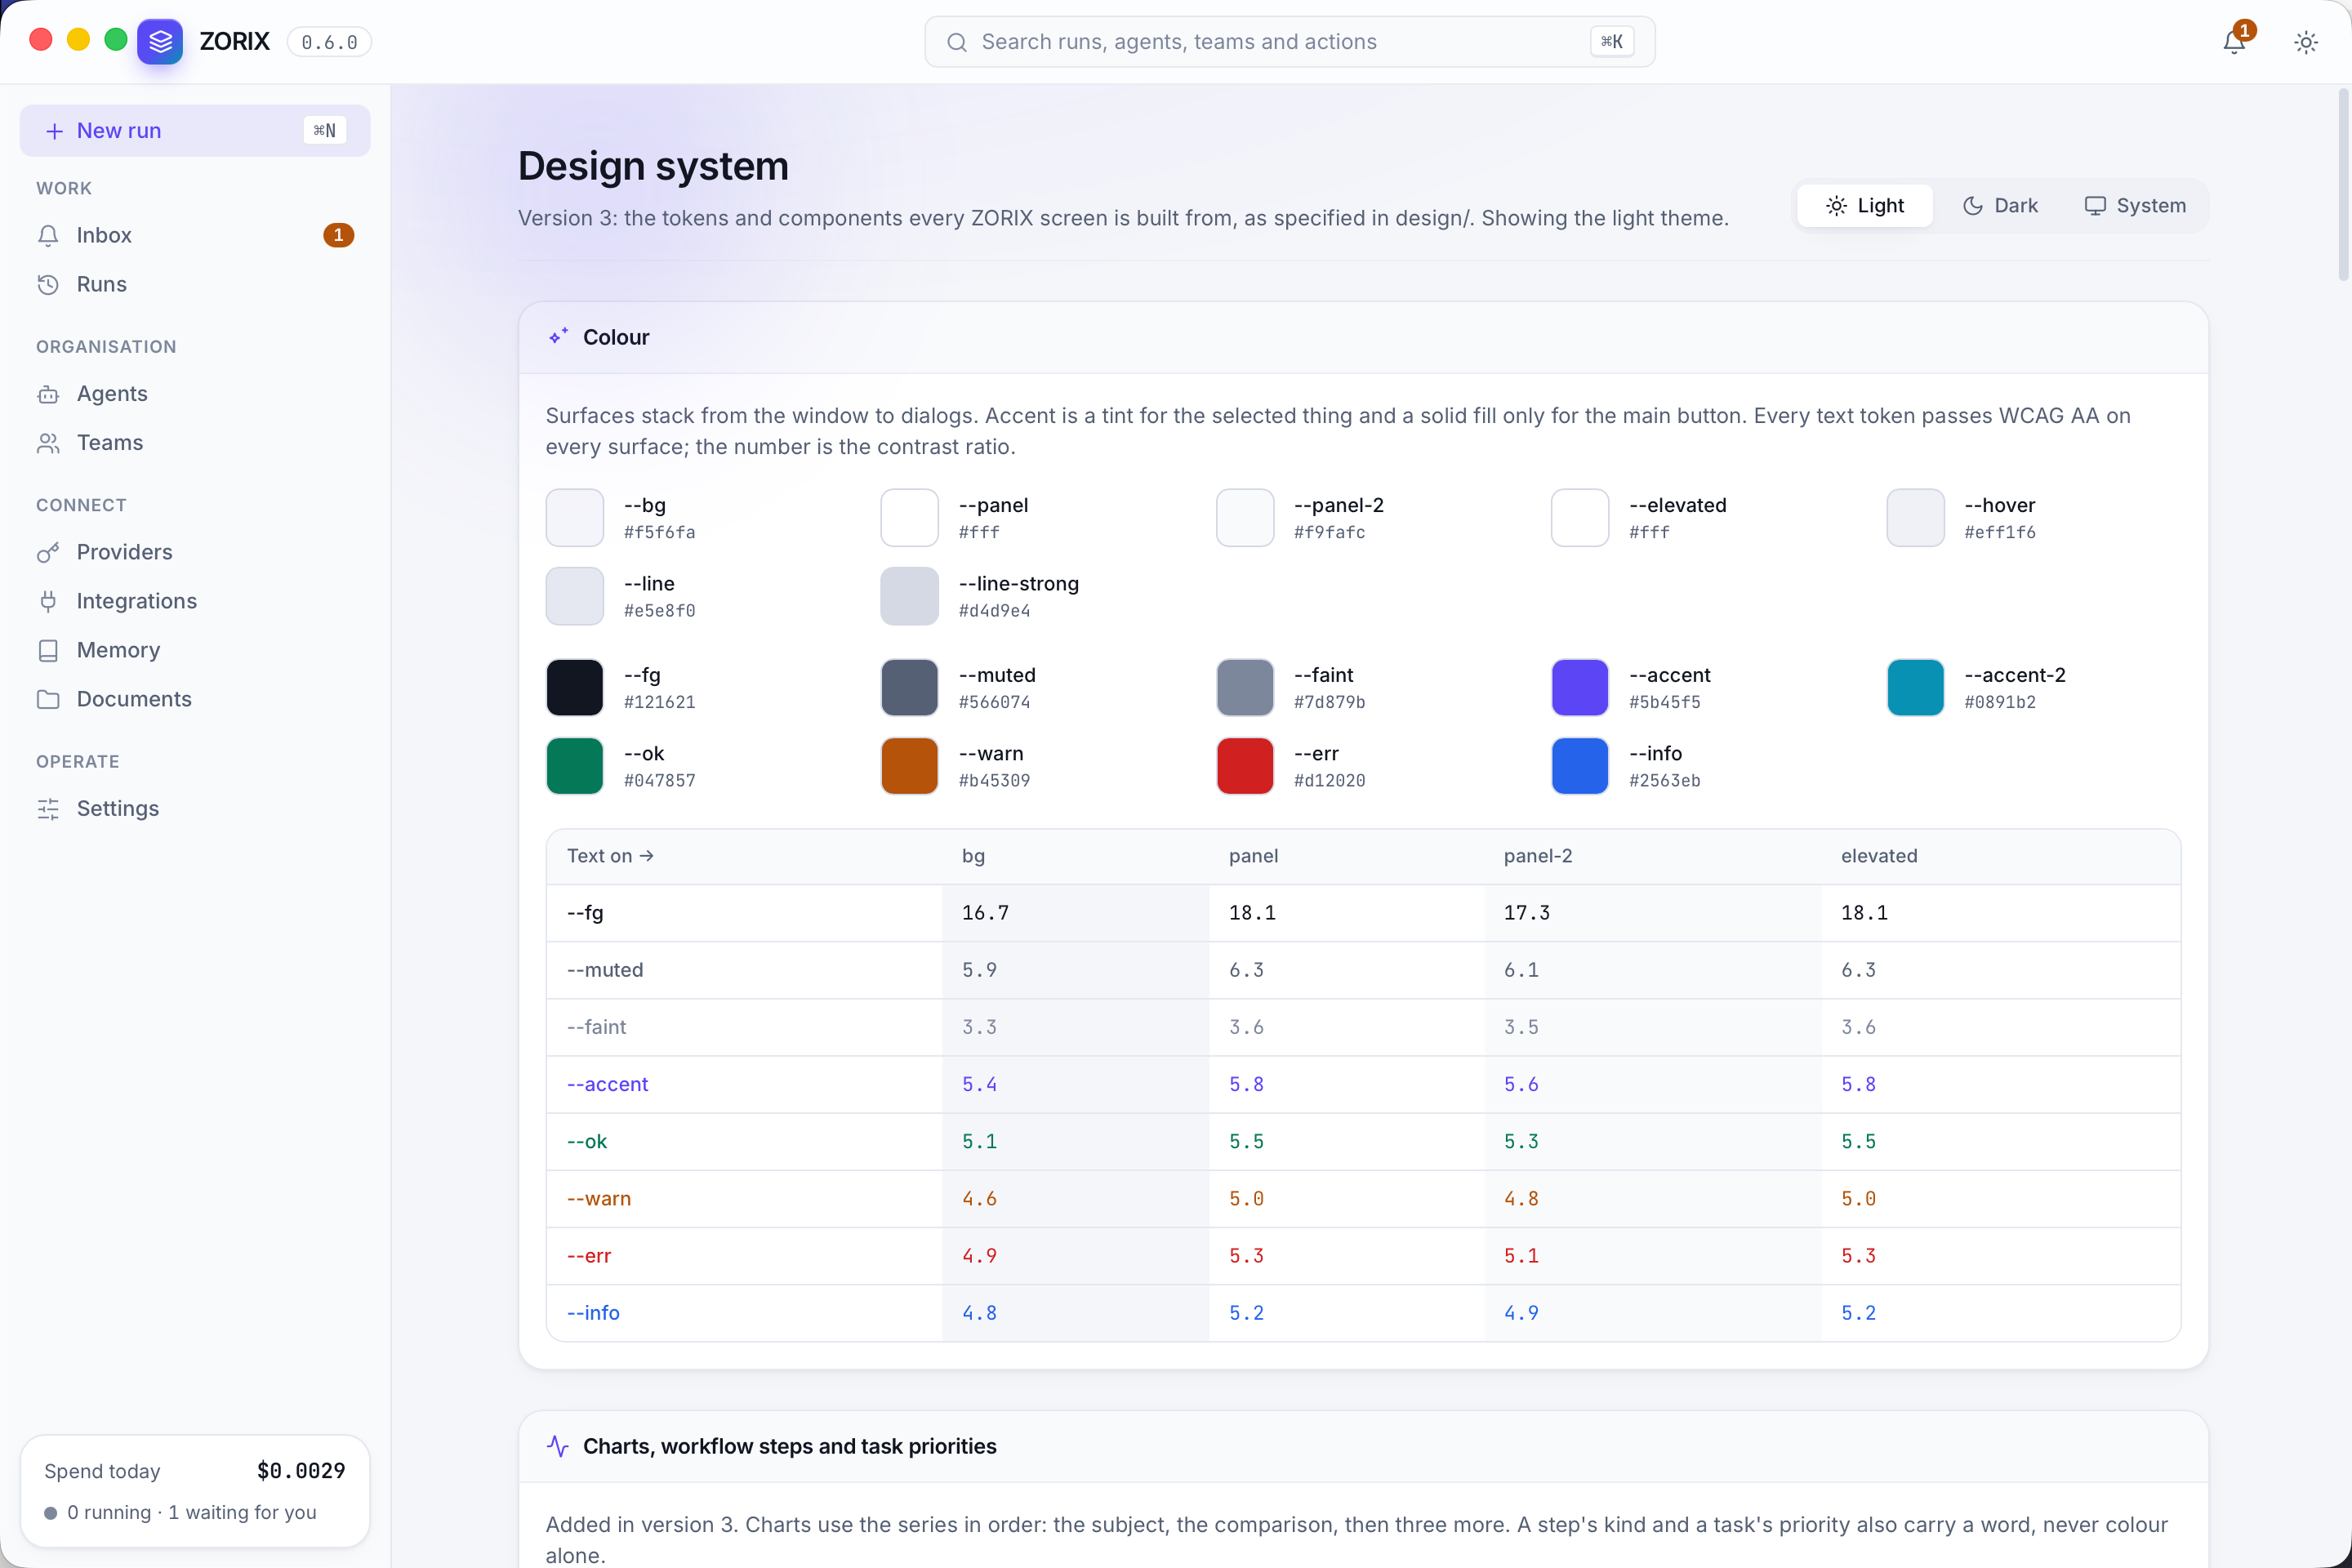 ZORIX 0.6.0
Search runs, agents, teams and actions ⌘K
1
New run ⌘N
WORK
Inbox 1
Runs
ORGANISATION
Agents
Teams
CONNECT
Providers
Integrations
Memory
Documents
OPERATE
Settings
Spend today $0.0029
0 running · 1 waiting for you
Design system
Version 3: the tokens and components every ZORIX screen is built from, as specified in design/. Showing the light theme.
Light Dark System
Colour
Surfaces stack from the window to dialogs. Accent is a tint for the selected thing and a solid fill only for the main button. Every text token passes WCAG AA on
every surface; the number is the contrast ratio.
--bg --panel --panel-2 --elevated --hover
#f5f6fa #fff #f9fafc #fff #eff1f6
--line --line-strong
#e5e8f0 #d4d9e4
--fg --muted --faint --accent --accent-2
#121621 #566074 #7d879b #5b45f5 #0891b2
--ok --warn --err --info
#047857 #b45309 #d12020 #2563eb
Text on → bg panel panel-2 elevated
--fg 16.7 18.1 17.3 18.1
--muted 5.9 6.3 6.1 6.3
--faint 3.3 3.6 3.5 3.6
--accent 5.4 5.8 5.6 5.8
--ok 5.1 5.5 5.3 5.5
--warn 4.6 5.0 4.8 5.0
--err 4.9 5.3 5.1 5.3
--info 4.8 5.2 4.9 5.2
Charts, workflow steps and task priorities
Added in version 3. Charts use the series in order: the subject, the comparison, then three more. A step's kind and a task's priority also carry a word, never colour
alone.